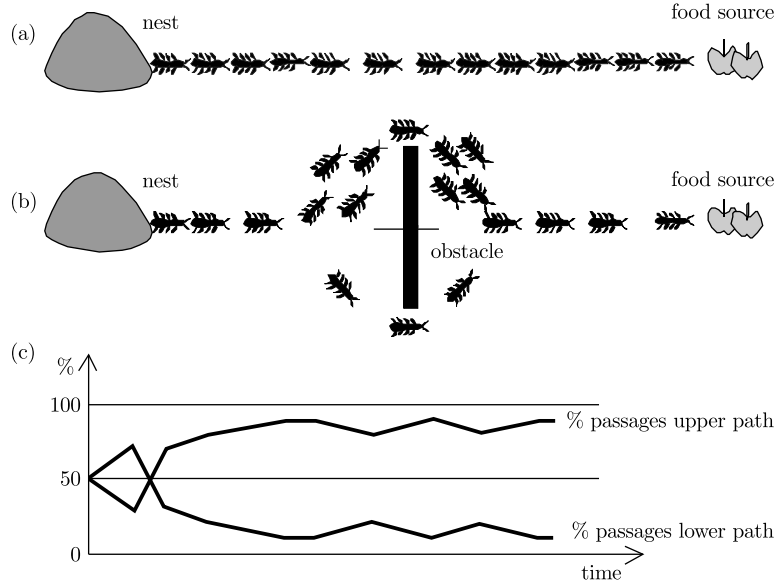 (a)
nest
food source
(b)
nest
food source
obstacle
(c)
%
100
% passages upper path
50
% passages lower path
0
time